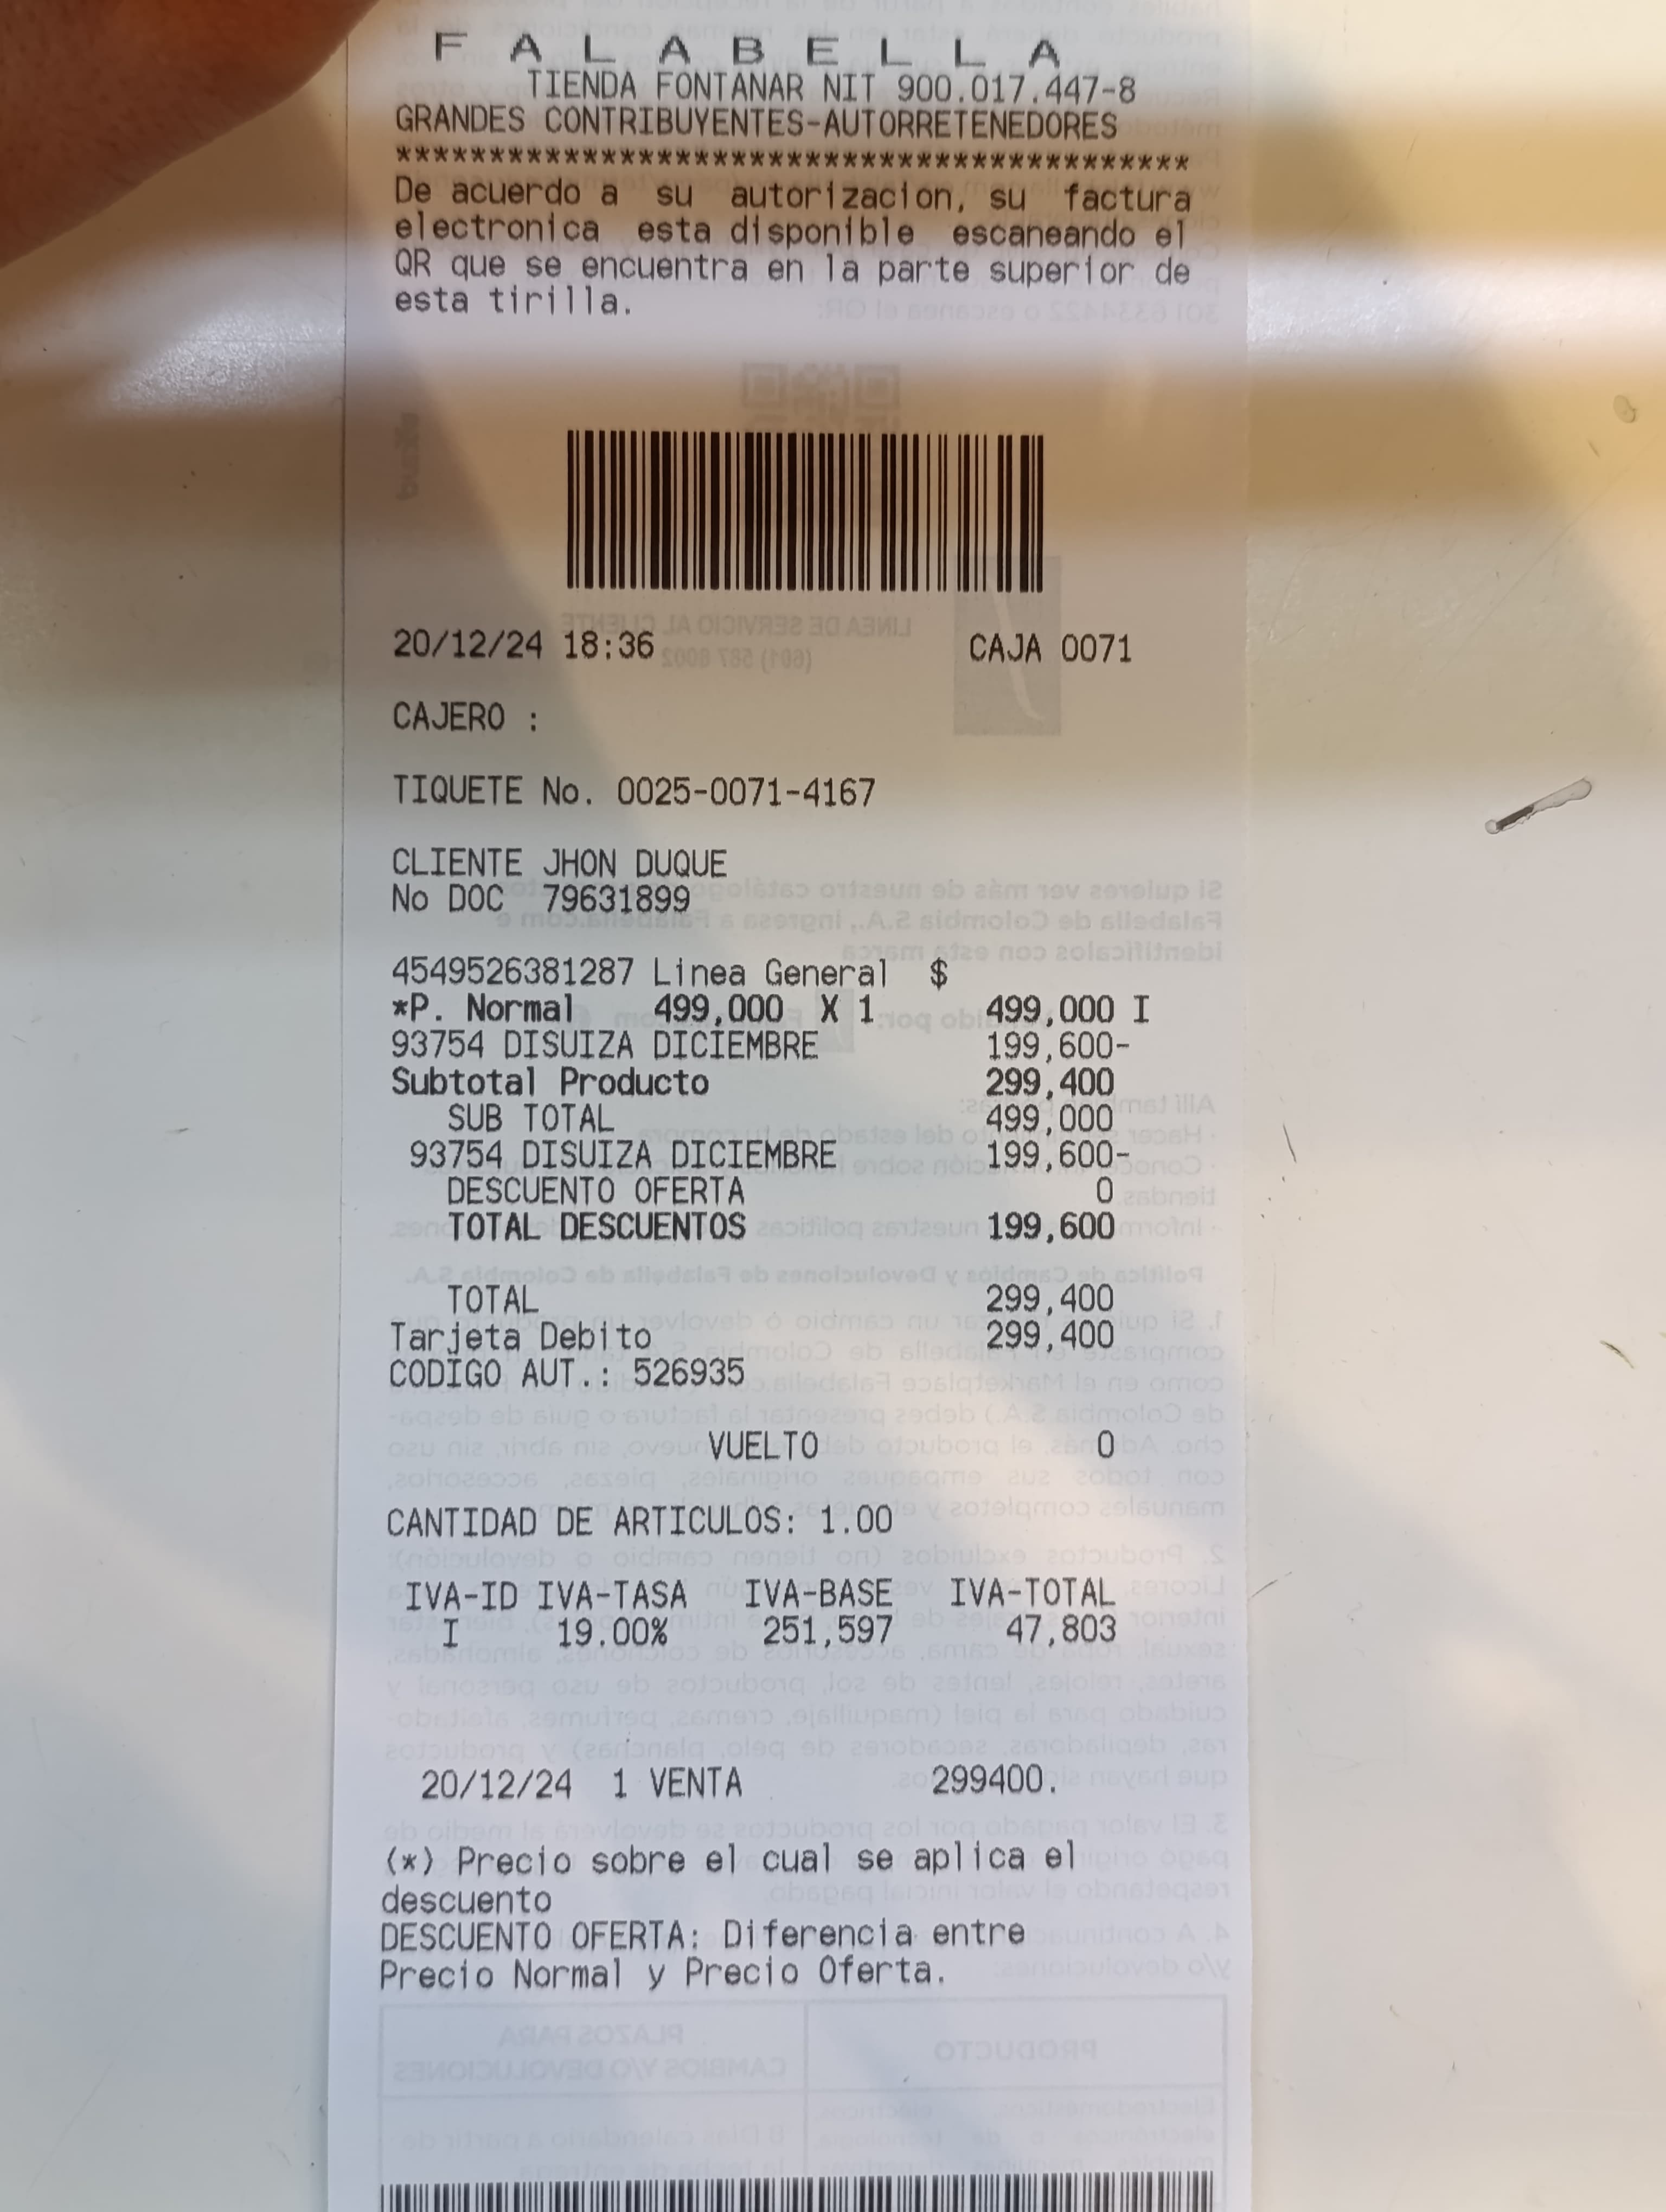 F A L A B E L L A
TIENDA FONTANAR NIT 900.017.447-8
GRANDES CONTRIBUYENTES-AUTORRETENEDORES
*******************************************
De acuerdo a su autorizacion, su factura
electronica esta disponible escaneando el
QR que se encuentra en la parte superior de
esta tirilla.
20/12/24 18:36 CAJA 0071
CAJERO :
TIQUETE No. 0025-0071-4167
CLIENTE JHON DUQUE
No DOC 79631899
4549526381287 Linea General $
*P. Normal 499,000 X 1 499,000 I
93754 DISUIZA DICIEMBRE 199,600-
Subtotal Producto 299,400
SUB TOTAL 499,000
93754 DISUIZA DICIEMBRE 199,600-
DESCUENTO OFERTA 0
TOTAL DESCUENTOS 199,600
TOTAL 299,400
Tarjeta Debito 299,400
CODIGO AUT.: 526935
VUELTO 0
CANTIDAD DE ARTICULOS: 1.00
IVA-ID IVA-TASA IVA-BASE IVA-TOTAL
I 19.00% 251,597 47,803
20/12/24 1 VENTA 299400.
(*) Precio sobre el cual se aplica el
descuento
DESCUENTO OFERTA: Diferencia entre
Precio Normal y Precio Oferta.